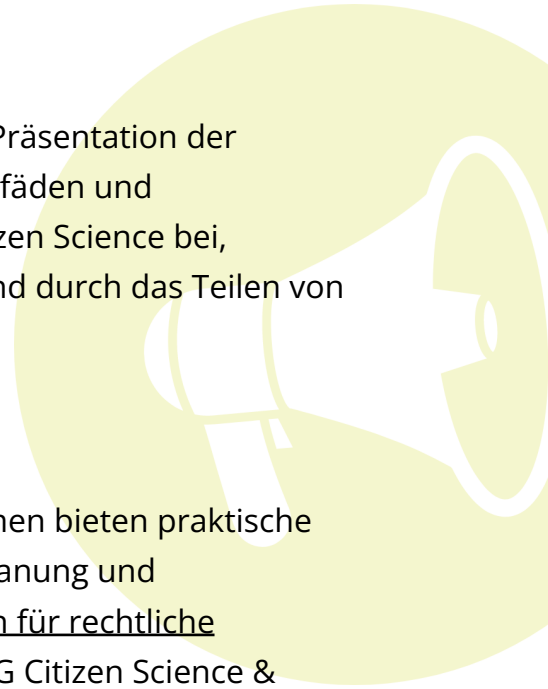 Präsentation der
fäden und
zen Science bei,
nd durch das Teilen von
nen bieten praktische
anung und
n für rechtliche
G Citizen Science &